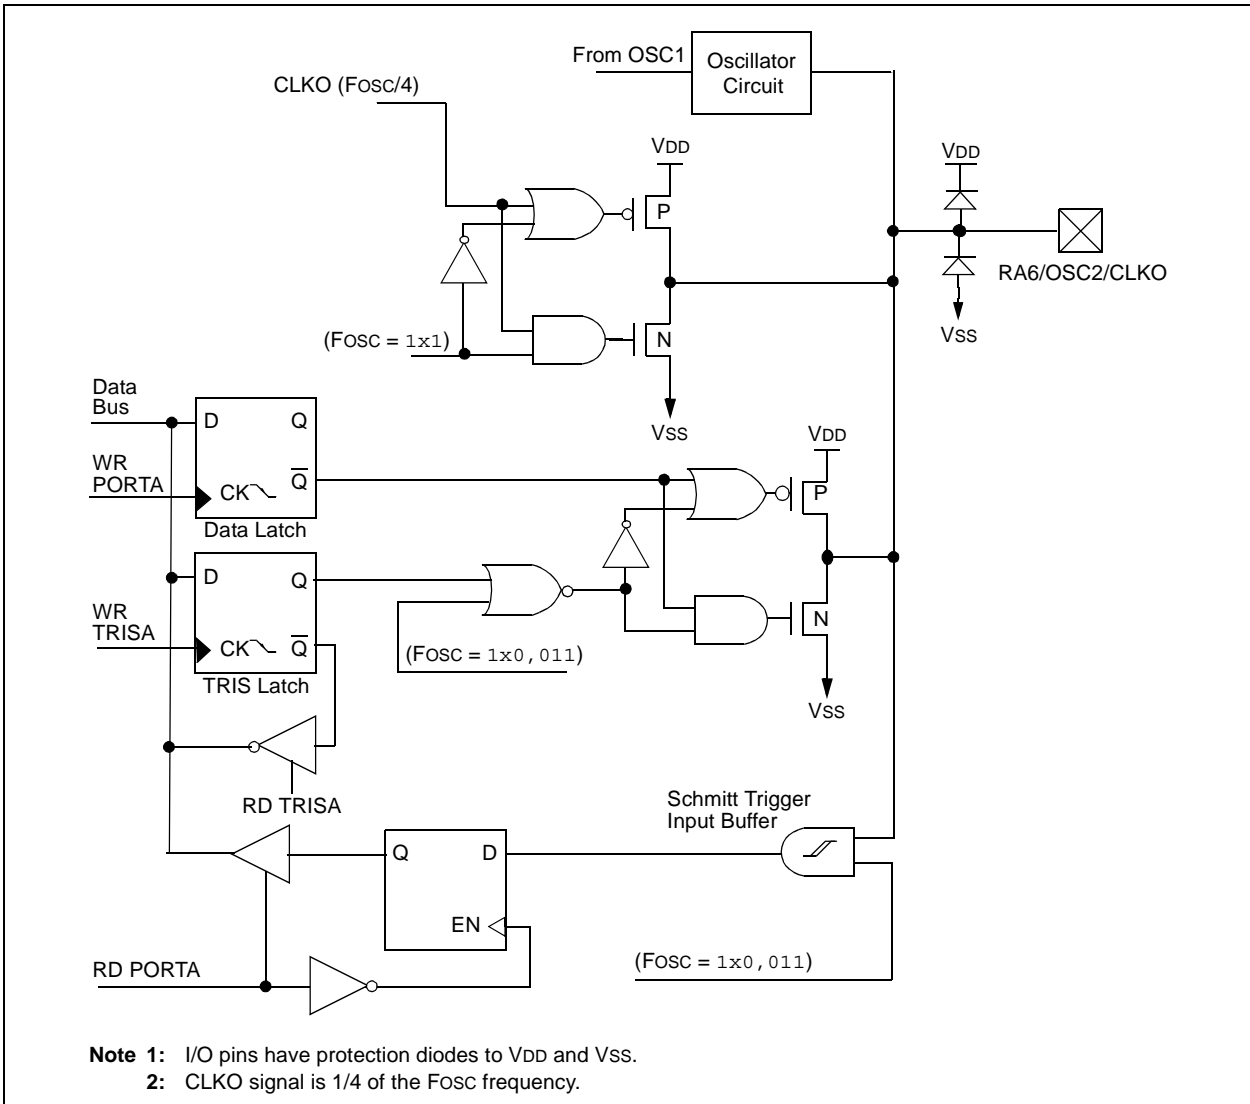 From OSC1
Oscillator
Circuit
CLKO (FOSC/4)
VDD
P
VDD
RA6/OSC2/CLKO
VSS
(FOSC = 1x1)
N
VSS
Data
Bus
D
Q
Q
WR
PORTA
CK
Data Latch
VDD
P
D
Q
WR
TRISA
CK
Q
TRIS Latch
(FOSC = 1x0,011)
N
VSS
RD TRISA
Schmitt Trigger
Input Buffer
Q
D
EN
RD PORTA
(FOSC = 1x0,011)
Note 1: I/O pins have protection diodes to VDD and VSS.
2: CLKO signal is 1/4 of the FOSC frequency.